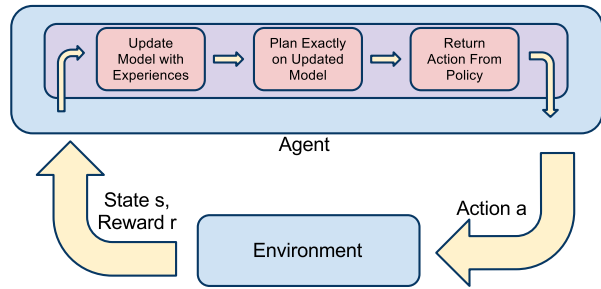 Update
Model with
Experiences
Plan Exactly
on Updated
Model
Return
Action From
Policy
Agent
State s,
Reward r
Action a
Environment